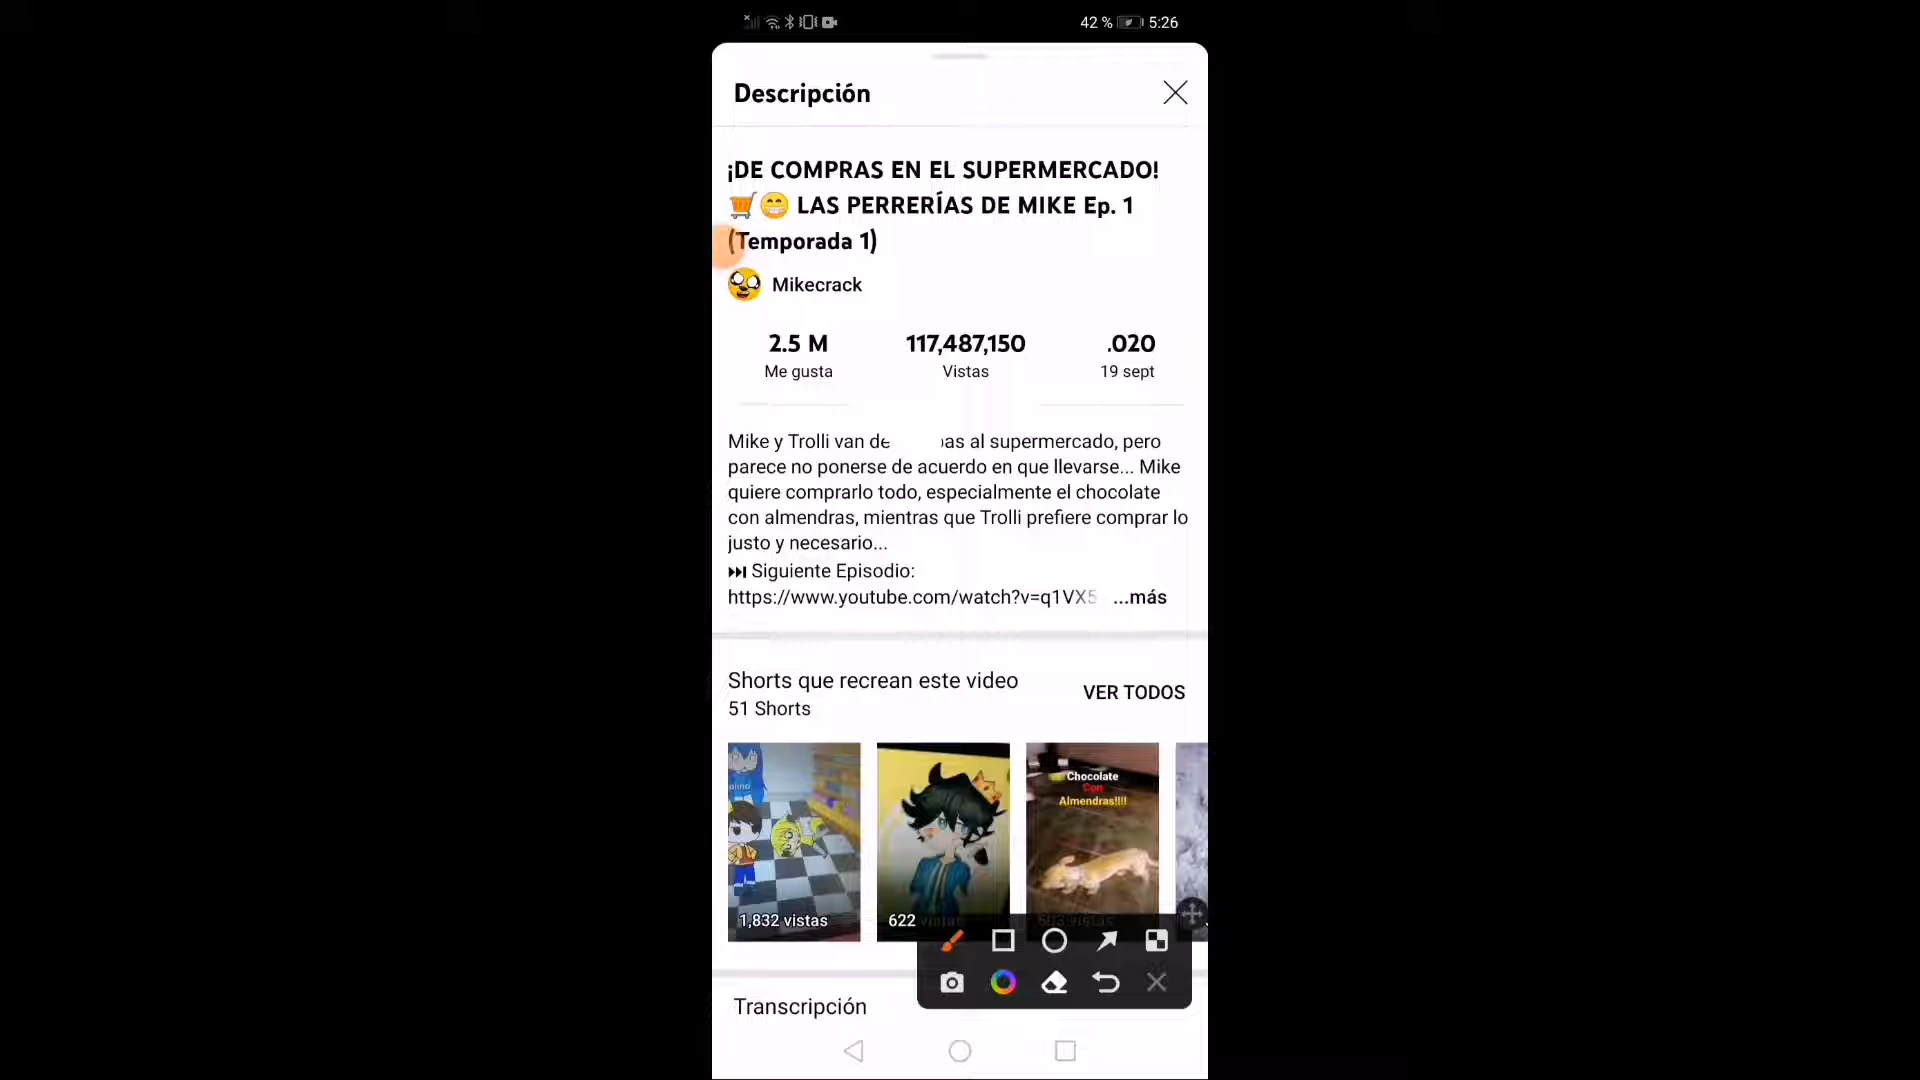 42 % 5:26
Descripción
¡DE COMPRAS EN EL SUPERMERCADO!
🛒😁 LAS PERRERÍAS DE MIKE Ep. 1
(Temporada 1)
Mikecrack
2.5 M 117,487,150 .020
Me gusta Vistas 19 sept
Mike y Trolli van de as al supermercado, pero
parece no ponerse de acuerdo en que llevarse... Mike
quiere comprarlo todo, especialmente el chocolate
con almendras, mientras que Trolli prefiere comprar lo
justo y necesario...
⏭ Siguiente Episodio:
https://www.youtube.com/watch?v=q1VX5 ...más
Shorts que recrean este video
VER TODOS
51 Shorts
Chocolate
Con
Almendras!!!!
1,832 vistas 622 vistas 503 vistas
Transcripción